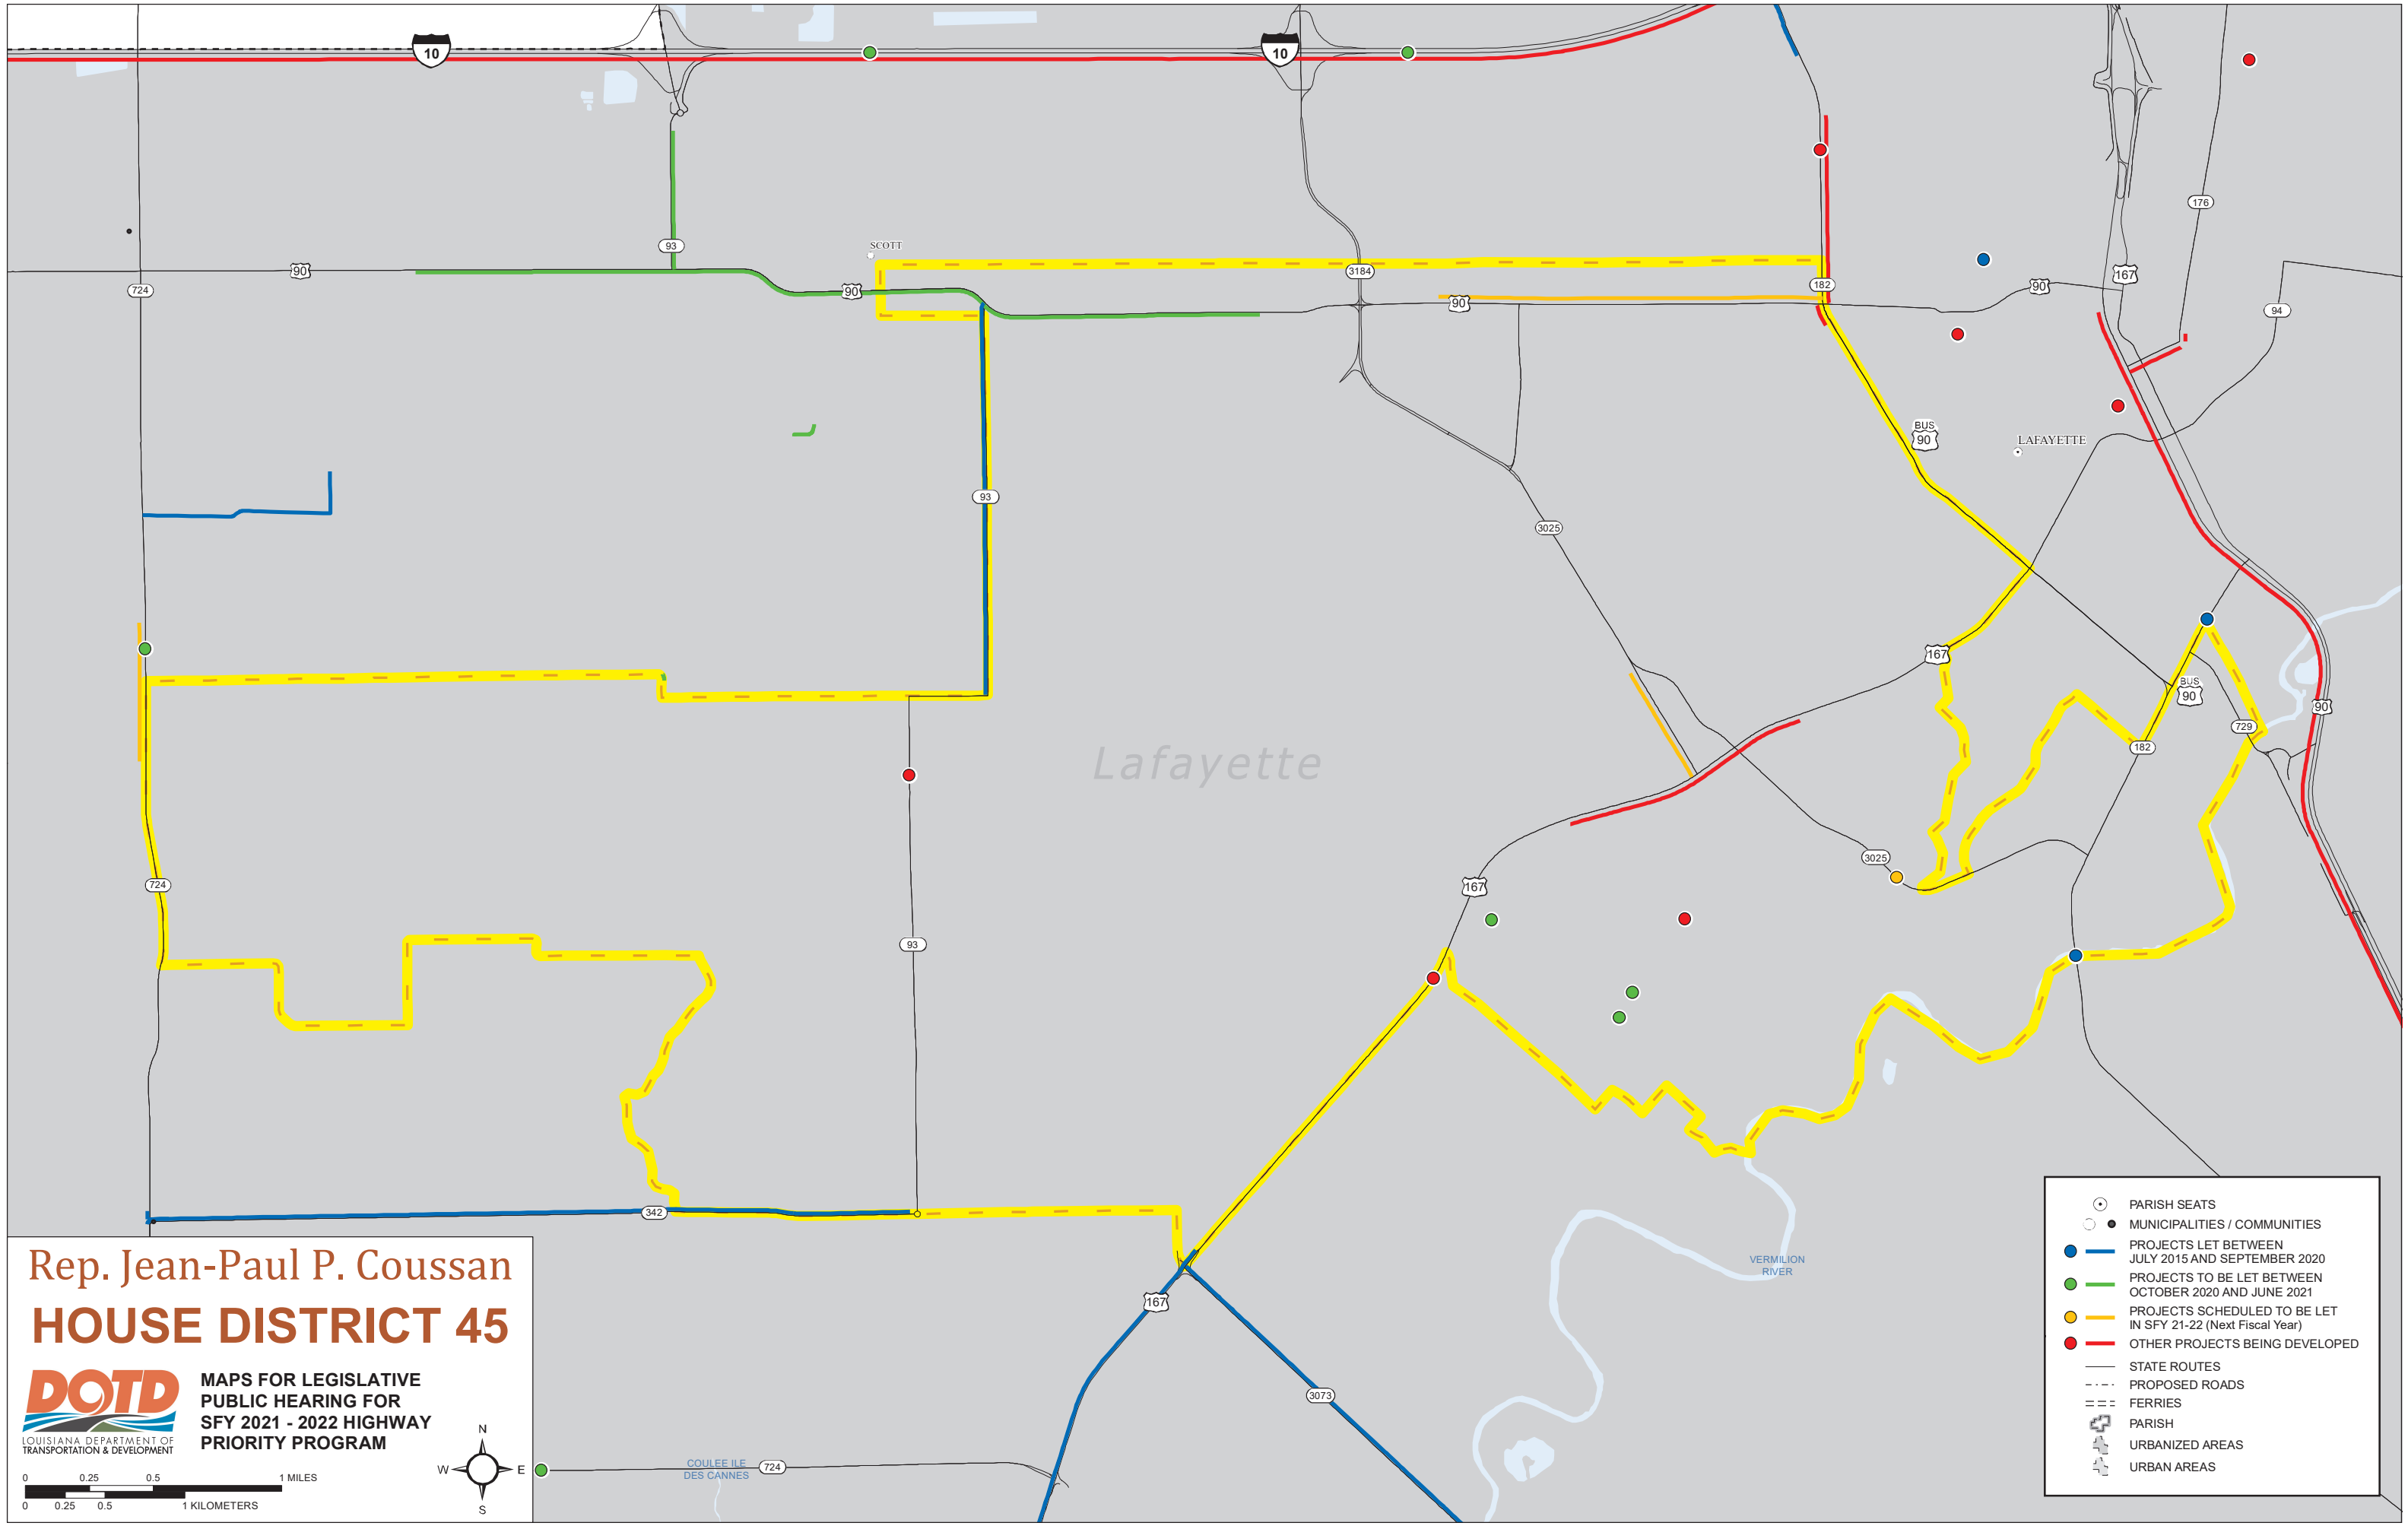 10
10
176
93
SCOTT
90
724
3184
182
167
90
90
90
94
BUS
90
LAFAYETTE
93
3025
167
BUS
90
90
729
182
Lafayette
3025
724
167
93
342
VERMILION
RIVER
167
3073
COULEE ILE
DES CANNES
724
Rep. Jean-Paul P. Coussan
HOUSE DISTRICT 45
DOTD
LOUISIANA DEPARTMENT OF
TRANSPORTATION & DEVELOPMENT
MAPS FOR LEGISLATIVE
PUBLIC HEARING FOR
SFY 2021 - 2022 HIGHWAY
PRIORITY PROGRAM
N
W E
S
0 0.25 0.5 1 MILES
0 0.25 0.5 1 KILOMETERS
PARISH SEATS
MUNICIPALITIES / COMMUNITIES
PROJECTS LET BETWEEN
JULY 2015 AND SEPTEMBER 2020
PROJECTS TO BE LET BETWEEN
OCTOBER 2020 AND JUNE 2021
PROJECTS SCHEDULED TO BE LET
IN SFY 21-22 (Next Fiscal Year)
OTHER PROJECTS BEING DEVELOPED
STATE ROUTES
PROPOSED ROADS
FERRIES
PARISH
URBANIZED AREAS
URBAN AREAS